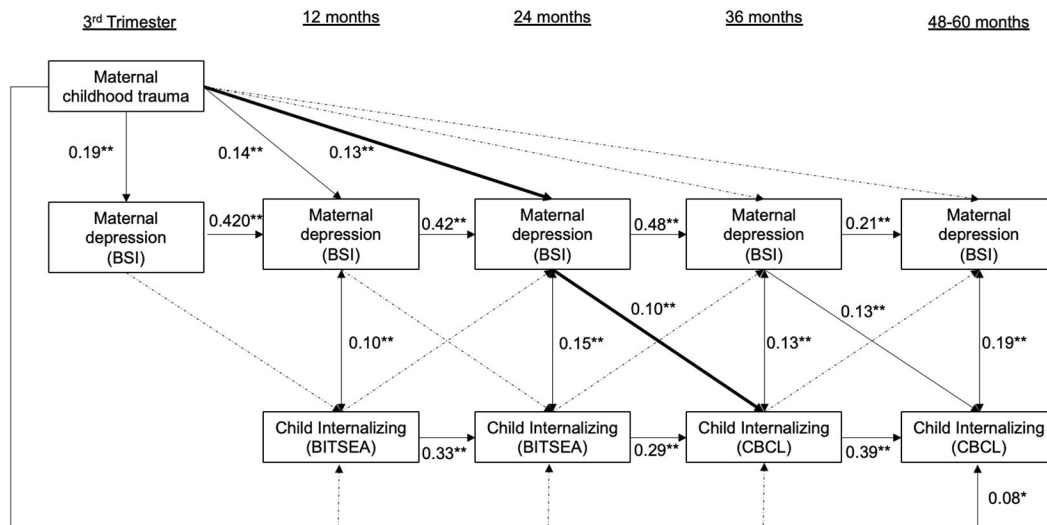 3rd Trimester
12 months
24 months
36 months
48-60 months
Maternal
childhood trauma
0.19**
0.14**
0.13**
Maternal
depression
(BSI)
0.420**
Maternal
depression
(BSI)
0.42**
Maternal
depression
(BSI)
0.48**
Maternal
depression
(BSI)
0.21**
Maternal
depression
(BSI)
0.10**
0.15**
0.10**
0.13**
0.13**
0.19**
Child Internalizing
(BITSEA)
0.33**
Child Internalizing
(BITSEA)
0.29**
Child Internalizing
(CBCL)
0.39**
Child Internalizing
(CBCL)
0.08*